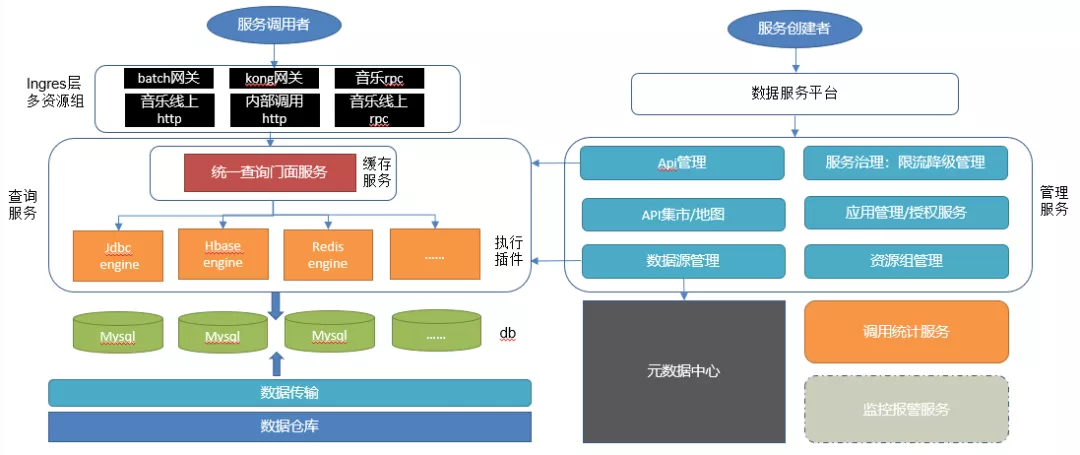 服务调用者
Ingres层
多资源组
batch网关
kong网关
音乐rpc
音乐线上
http
内部调用
http
音乐线上
rpc
查询
服务
统一查询门面服务
缓存
服务
Jdbc
engine
Hbase
engine
Redis
engine
......
执行
插件
Mysql
Mysql
Mysql
......
db
数据传输
数据仓库
服务创建者
数据服务平台
Api管理
服务治理：限流降级管理
API集市/地图
应用管理/授权服务
数据源管理
资源组管理
管理
服务
元数据中心
调用统计服务
监控报警服务